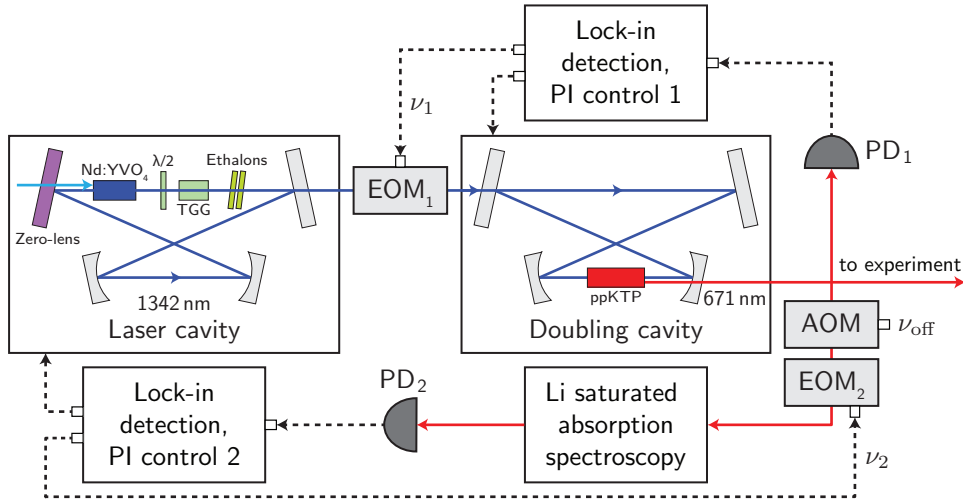 Lock-in
detection,
PI control 1
ν₁
PD₁
Nd:YVO₄
λ/2
Ethalons
TGG
Zero-lens
EOM₁
1342 nm
Laser cavity
ppKTP
671 nm
Doubling cavity
to experiment
AOM
ν_off
EOM₂
PD₂
Lock-in
detection,
PI control 2
Li saturated
absorption
spectroscopy
ν₂